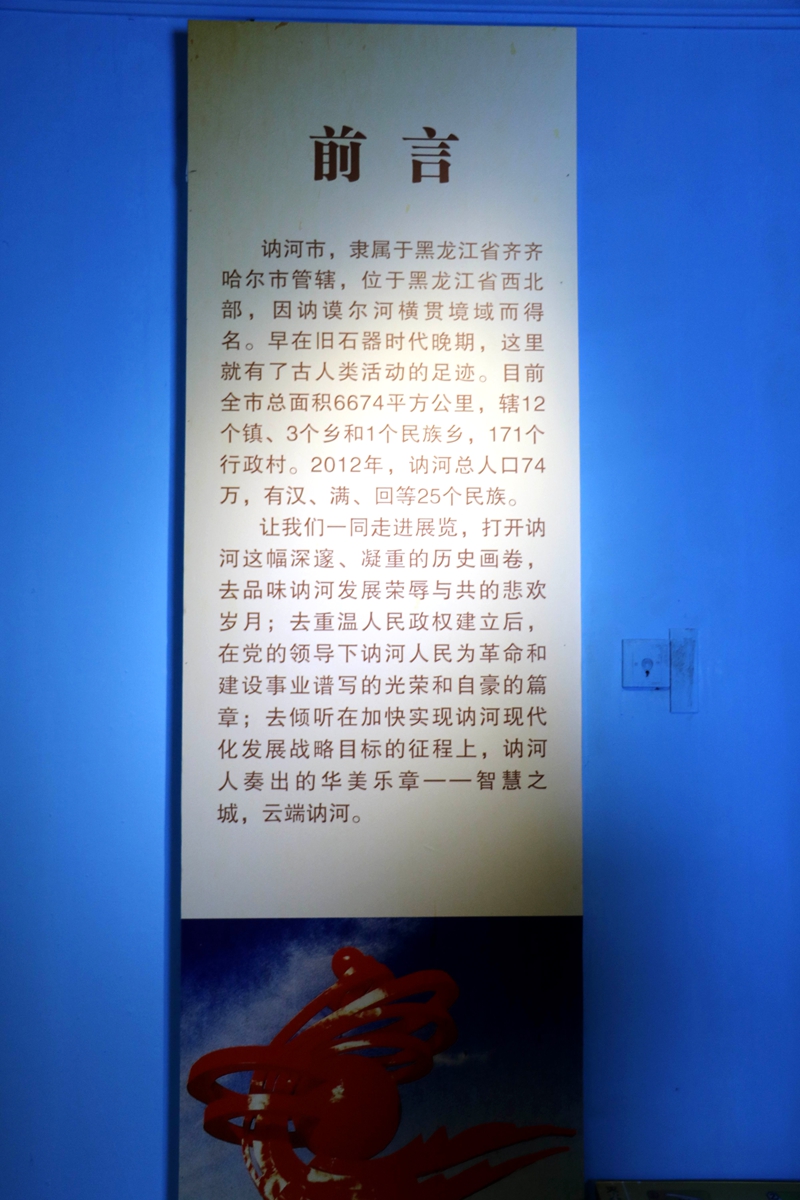 前言
讷河市，隶属于黑龙江省齐齐
哈尔市管辖，位于黑龙江省西北
部，因讷谟尔河横贯境域而得
名。早在旧石器时代晚期，这里
就有了古人类活动的足迹。目前
全市总面积6674平方公里，辖12
个镇、3个乡和1个民族乡，171个
行政村。2012年，讷河总人口74
万，有汉、满、回等25个民族。
让我们一同走进展览，打开讷
河这幅深邃、凝重的历史画卷，
去品味讷河发展荣辱与共的悲欢
岁月；去重温人民政权建立后，
在党的领导下讷河人民为革命和
建设事业谱写的光荣和自豪的篇
章；去倾听在加快实现讷河现代
化发展战略目标的征程上，讷河
人奏出的华美乐章——智慧之
城，云端讷河。